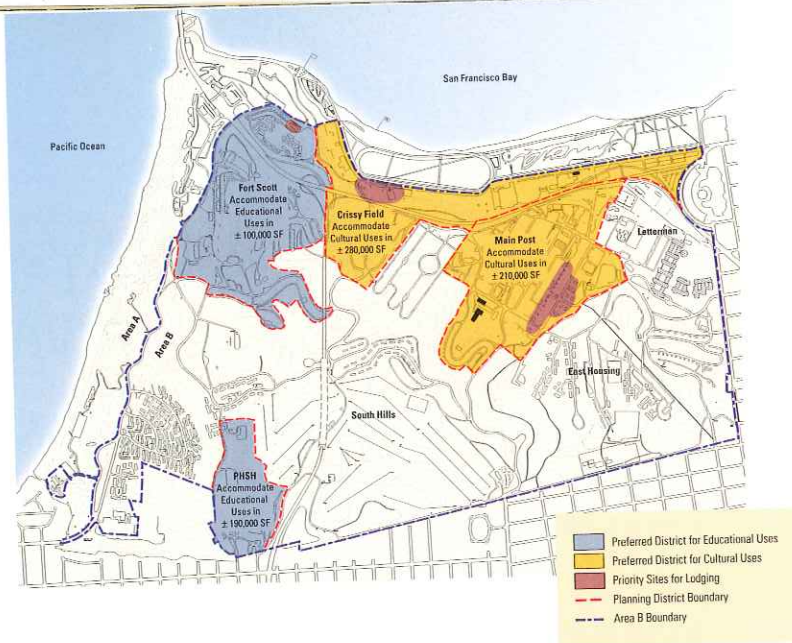 San Francisco Bay
Pacific Ocean
Fort Scott
Accommodate
Educational
Uses in
± 100,000 SF
Crissy Field
Accommodate
Cultural Uses in
± 280,000 SF
Main Post
Accommodate
Cultural Uses in
± 210,000 SF
Letterman
Area A
Area B
East Housing
South Hills
PHSH
Accommodate
Educational
Uses in
± 190,000 SF
Preferred District for Educational Uses
Preferred District for Cultural Uses
Priority Sites for Lodging
Planning District Boundary
Area B Boundary